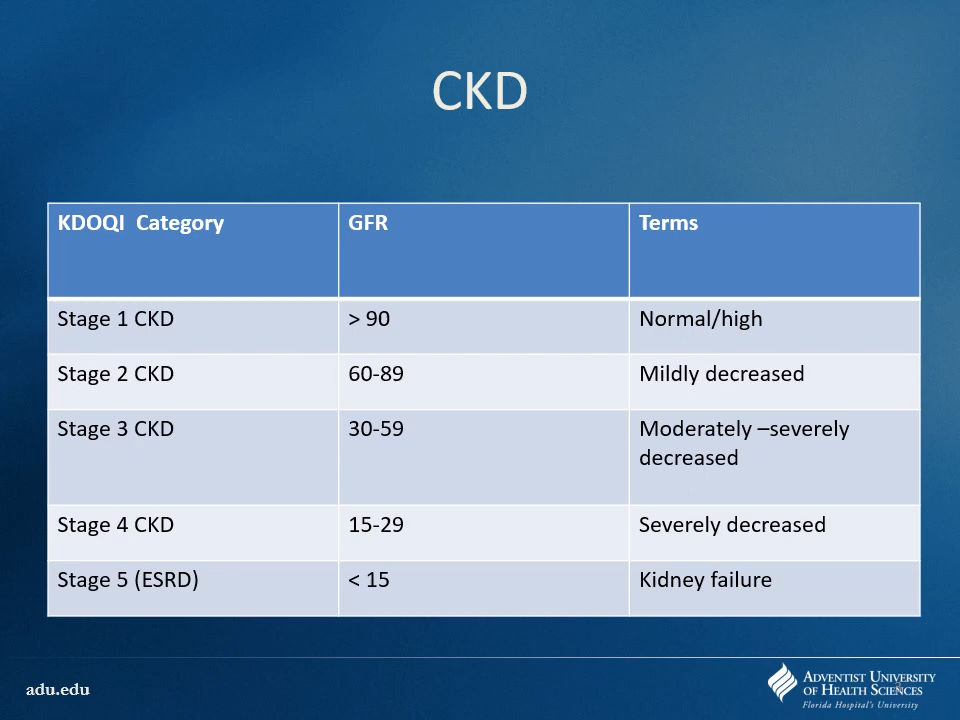 CKD
KDOQI  Category
GFR
Terms
Stage 1 CKD
> 90
Normal/high
Stage 2 CKD
60-89
Mildly decreased
Stage 3 CKD
30-59
Moderately –severely
decreased
Stage 4 CKD
15-29
Severely decreased
Stage 5 (ESRD)
< 15
Kidney failure
adu.edu
ADVENTIST UNIVERSITY
OF HEALTH SCIENCES
Florida Hospital's University